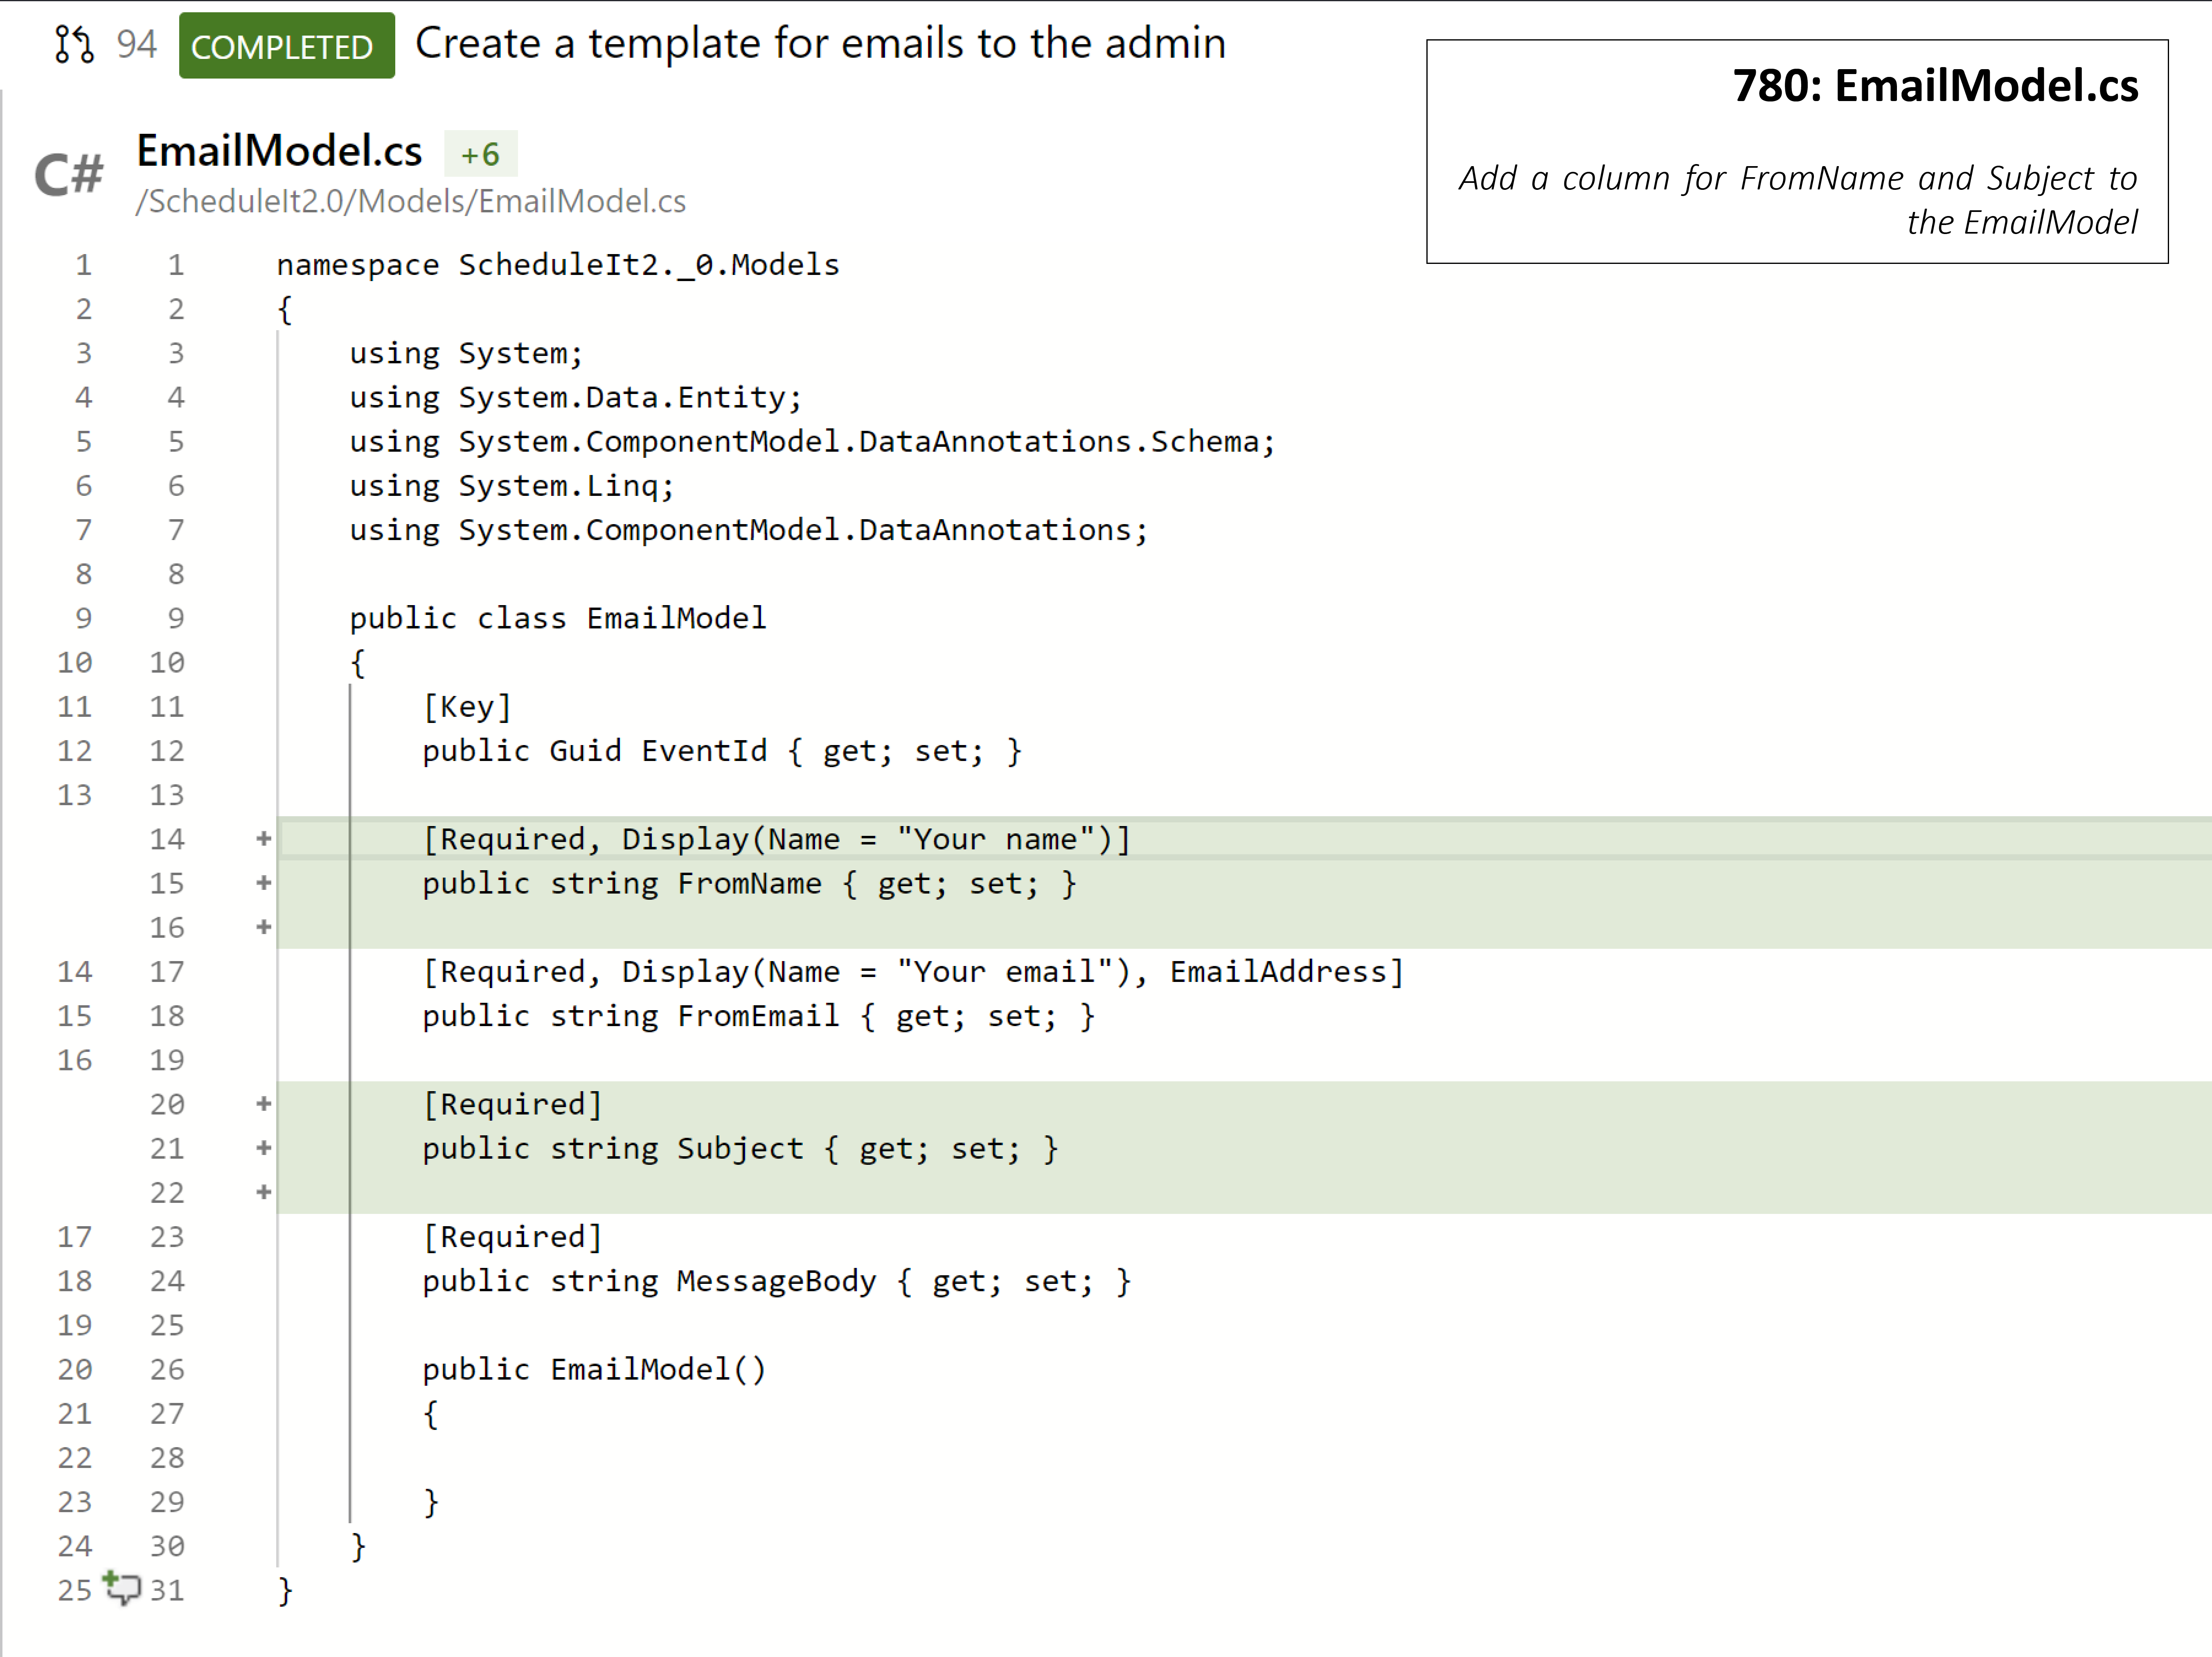 94 COMPLETED Create a template for emails to the admin
780: EmailModel.cs
Add a column for FromName and Subject to
the EmailModel
C# EmailModel.cs +6
/ScheduleIt2.0/Models/EmailModel.cs
1 1 namespace ScheduleIt2._0.Models
2 2 {
3 3 using System;
4 4 using System.Data.Entity;
5 5 using System.ComponentModel.DataAnnotations.Schema;
6 6 using System.Linq;
7 7 using System.ComponentModel.DataAnnotations;
8 8
9 9 public class EmailModel
10 10 {
11 11 [Key]
12 12 public Guid EventId { get; set; }
13 13
14 + [Required, Display(Name = "Your name")]
15 + public string FromName { get; set; }
16 +
14 17 [Required, Display(Name = "Your email"), EmailAddress]
15 18 public string FromEmail { get; set; }
16 19
20 + [Required]
21 + public string Subject { get; set; }
22 +
17 23 [Required]
18 24 public string MessageBody { get; set; }
19 25
20 26 public EmailModel()
21 27 {
22 28
23 29 }
24 30 }
25 31 }